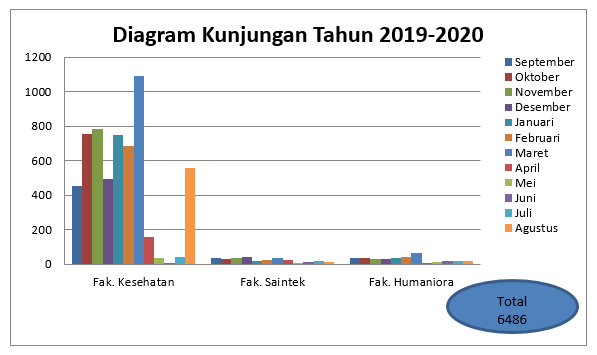 Diagram Kunjungan Tahun 2019-2020
1200
1000
800
600
400
200
0
Fak. Kesehatan
Fak. Saintek
Fak. Humaniora
September
Oktober
November
Desember
Januari
Februari
Maret
April
Mei
Juni
Juli
Agustus
Total
6486